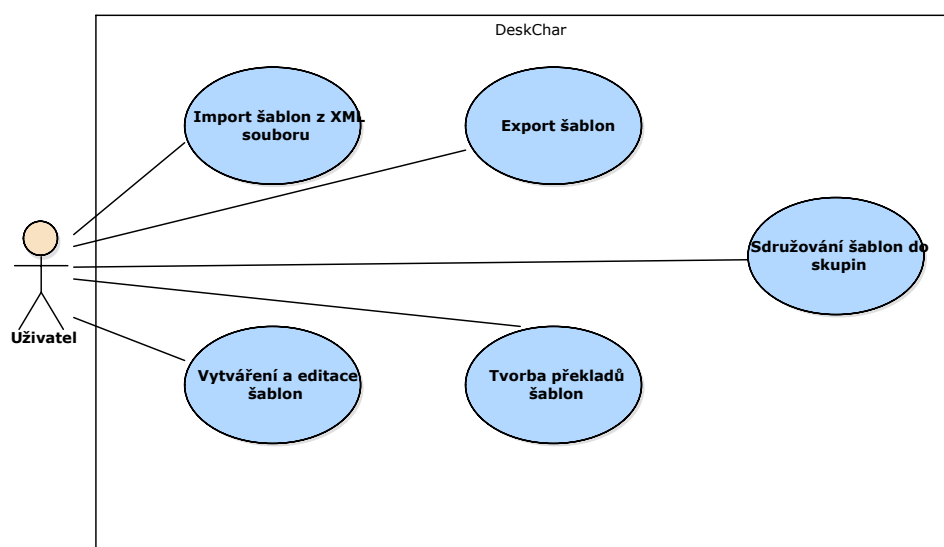 DeskChar
Import šablon z XML
souboru
Export šablon
Sdružování šablon do
skupin
Uživatel
Vytváření a editace
šablon
Tvorba překladů
šablon